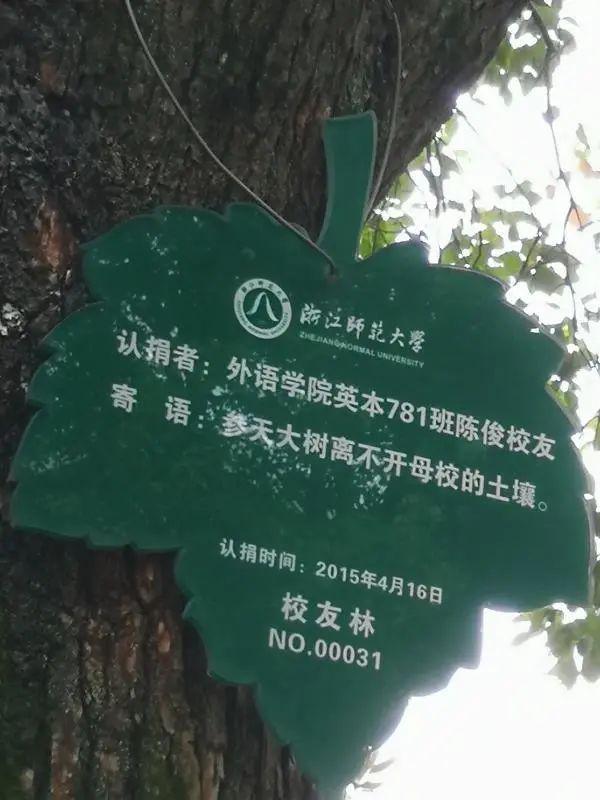 浙江师范大学
ZHEJIANG NORMAL UNIVERSITY
认捐者：外语学院英本781班陈俊校友
寄 语：参天大树离不开母校的土壤。
认捐时间：2015年4月16日
校友林
NO.00031